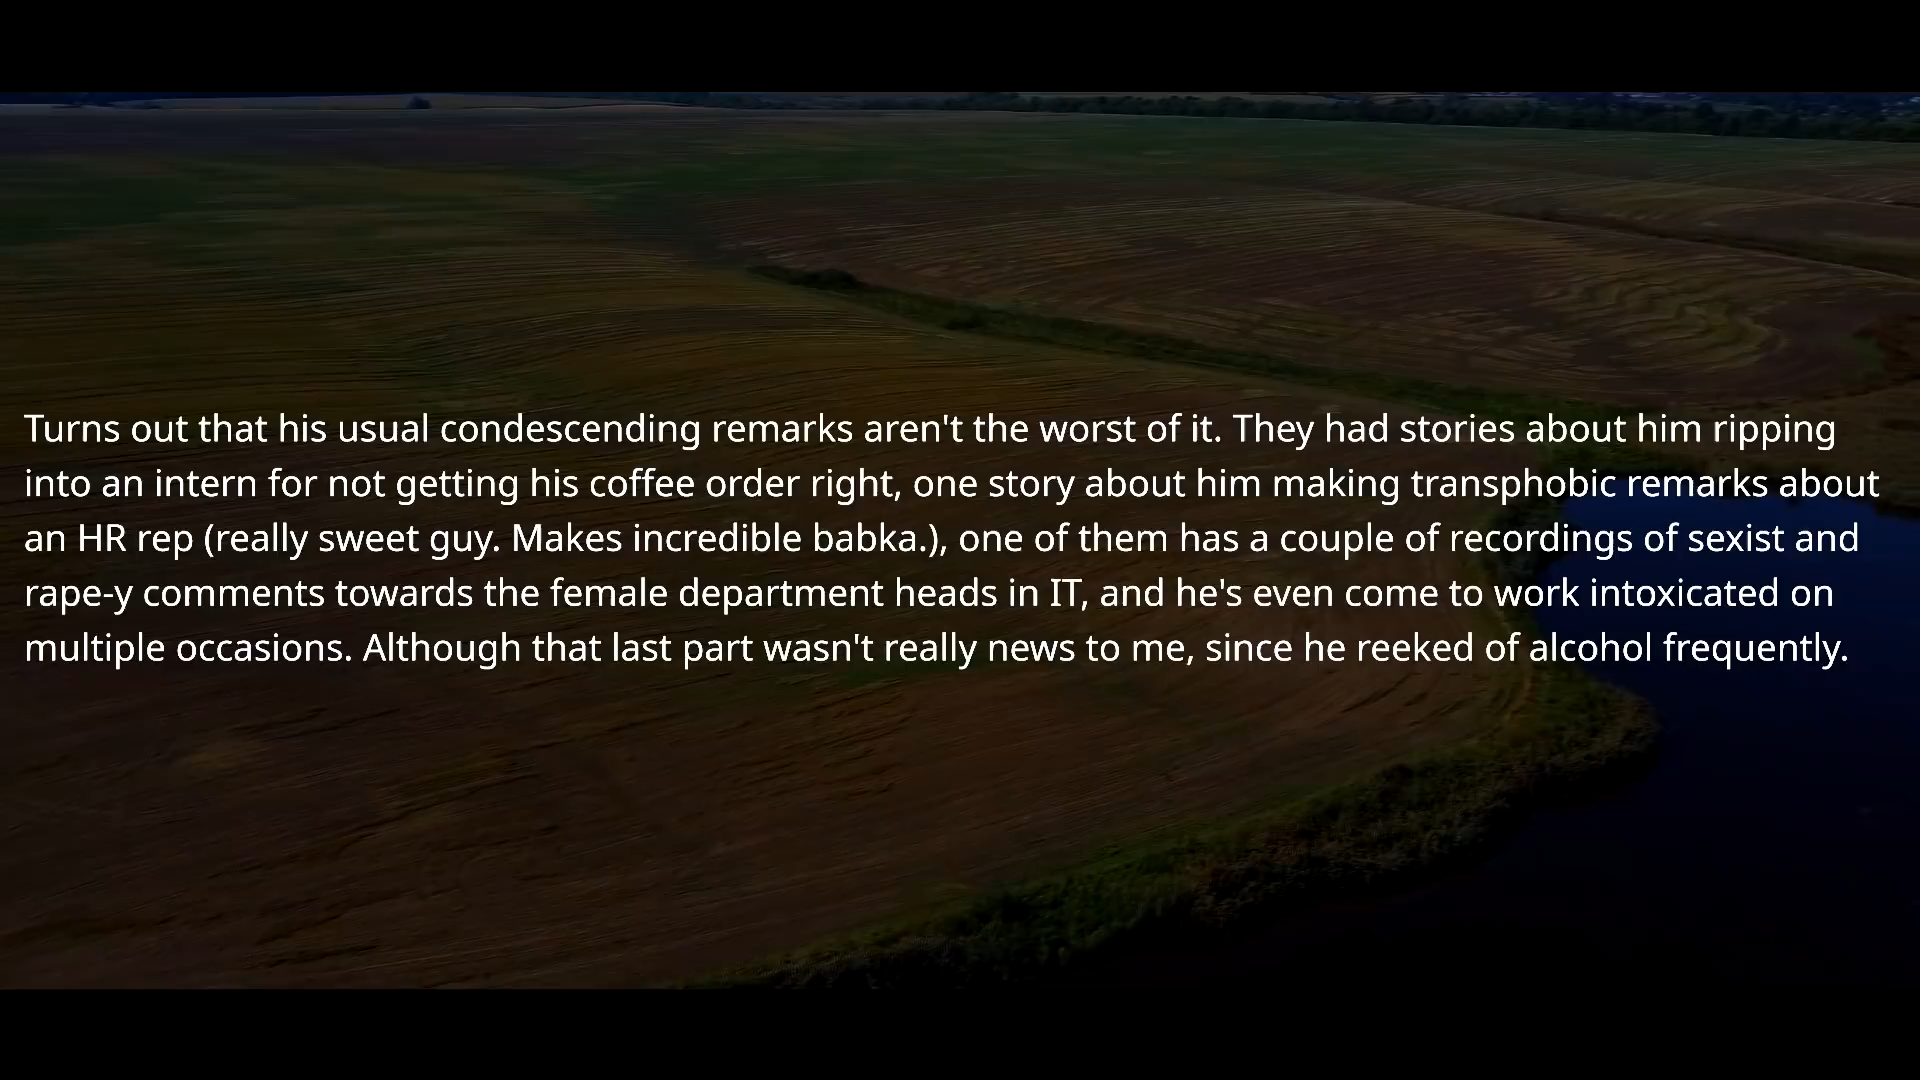 Turns out that his usual condescending remarks aren't the worst of it. They had stories about him ripping
into an intern for not getting his coffee order right, one story about him making transphobic remarks about
an HR rep (really sweet guy. Makes incredible babka.), one of them has a couple of recordings of sexist and
rape-y comments towards the female department heads in IT, and he's even come to work intoxicated on
multiple occasions. Although that last part wasn't really news to me, since he reeked of alcohol frequently.